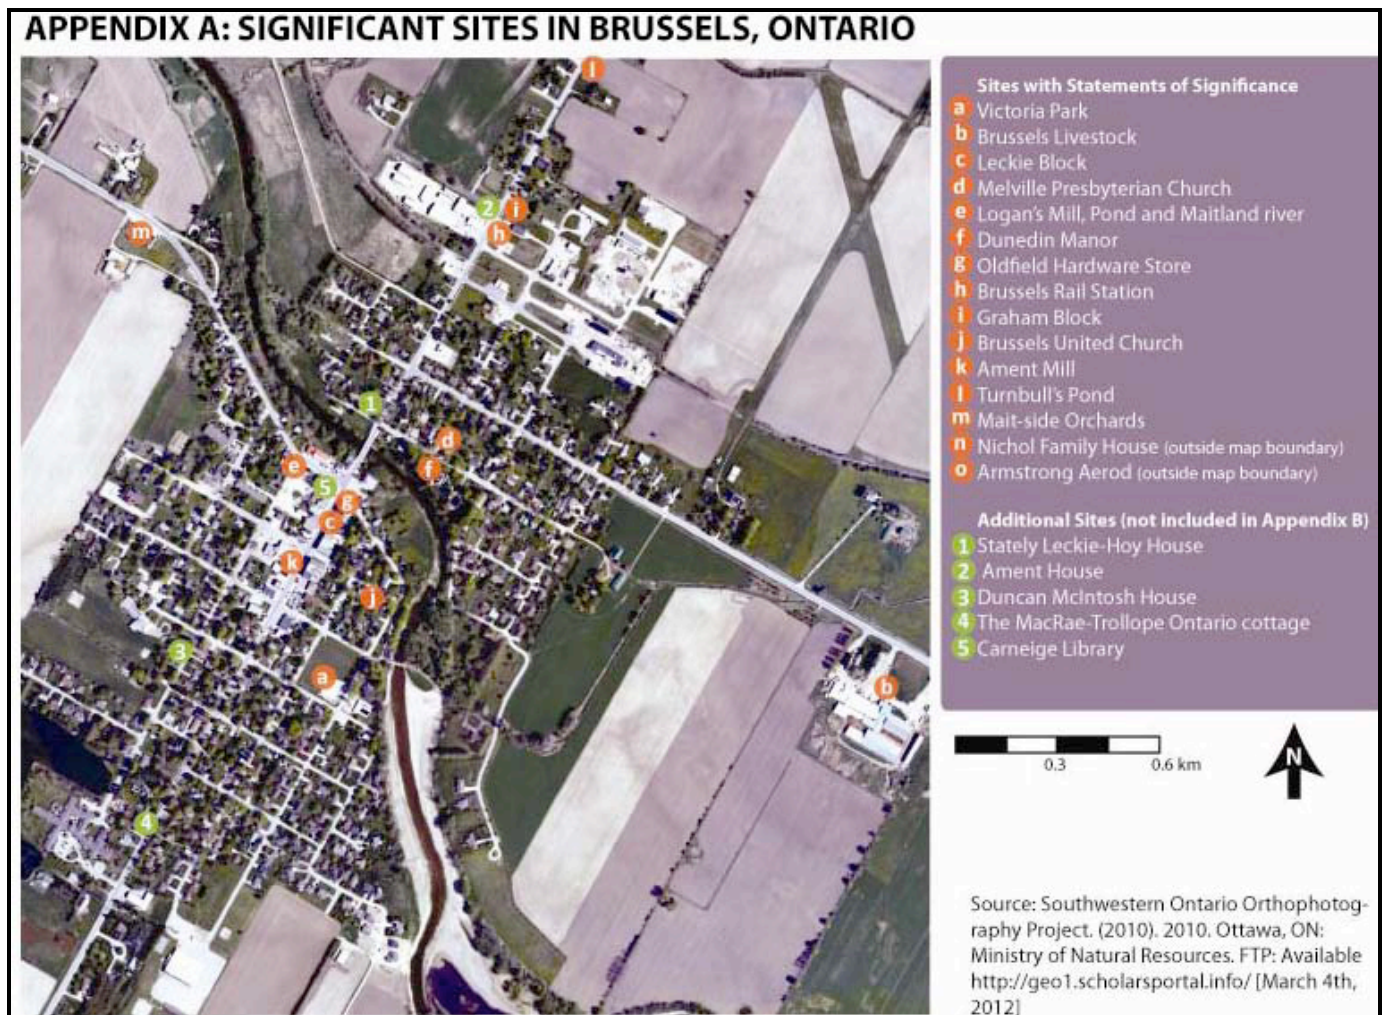 APPENDIX A: SIGNIFICANT SITES IN BRUSSELS, ONTARIO
l
2 i
h
m
1
d
e
f
5
g
c
k
j
3
a
b
4
Sites with Statements of Significance
a Victoria Park
b Brussels Livestock
c Leckie Block
d Melville Presbyterian Church
e Logan's Mill, Pond and Maitland river
f Dunedin Manor
g Oldfield Hardware Store
h Brussels Rail Station
i Graham Block
j Brussels United Church
k Ament Mill
l Turnbull's Pond
m Mait-side Orchards
n Nichol Family House (outside map boundary)
o Armstrong Aerod (outside map boundary)
Additional Sites (not included in Appendix B)
1 Stately Leckie-Hoy House
2 Ament House
3 Duncan McIntosh House
4 The MacRae-Trollope Ontario cottage
5 Carneige Library
0.3 0.6 km
N
Source: Southwestern Ontario Orthophotog-
raphy Project. (2010). 2010. Ottawa, ON:
Ministry of Natural Resources. FTP: Available
http://geo1.scholarsportal.info/ [March 4th,
2012]